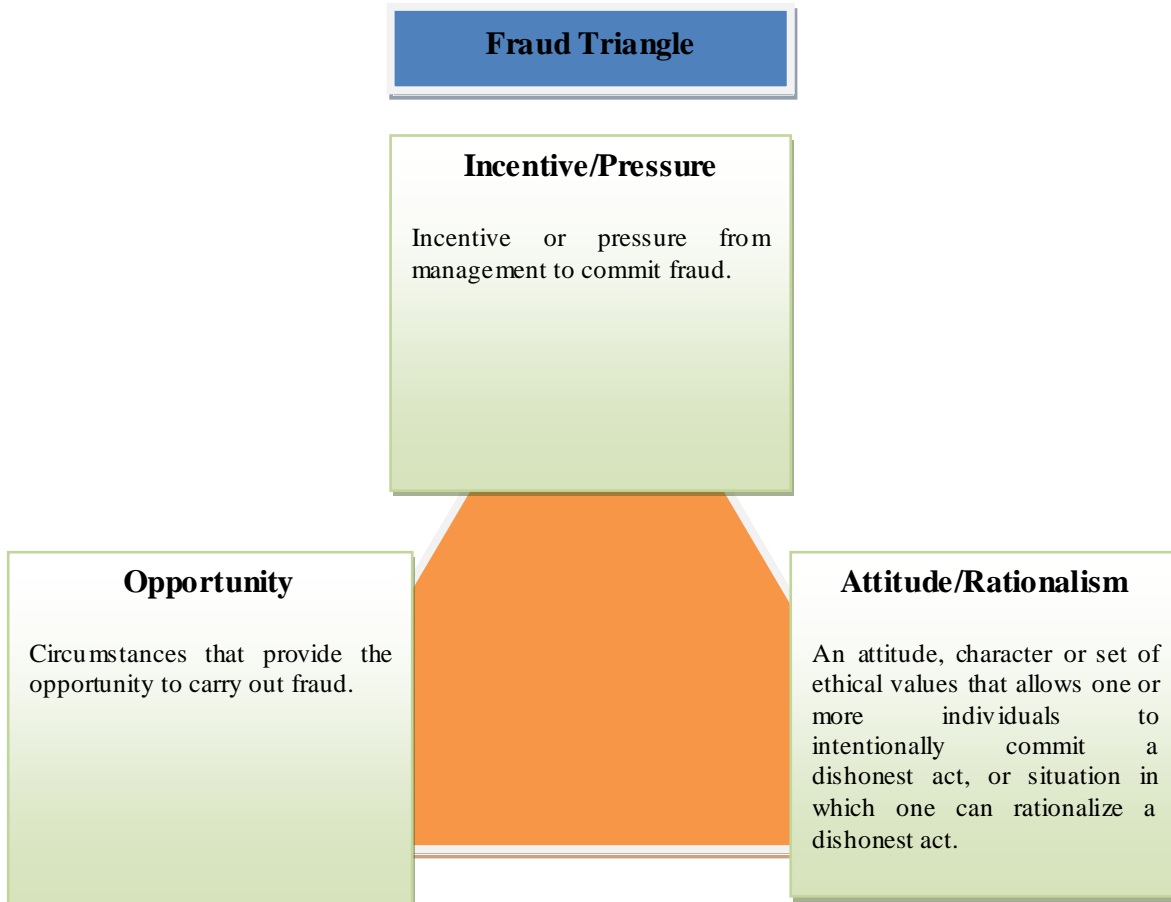 Fraud Triangle
Incentive/Pressure
Incentive or pressure from
management to commit fraud.
Opportunity
Circumstances that provide the
opportunity to carry out fraud.
Attitude/Rationalism
An attitude, character or set of
ethical values that allows one or
more individuals to
intentionally commit a
dishonest act, or situation in
which one can rationalize a
dishonest act.